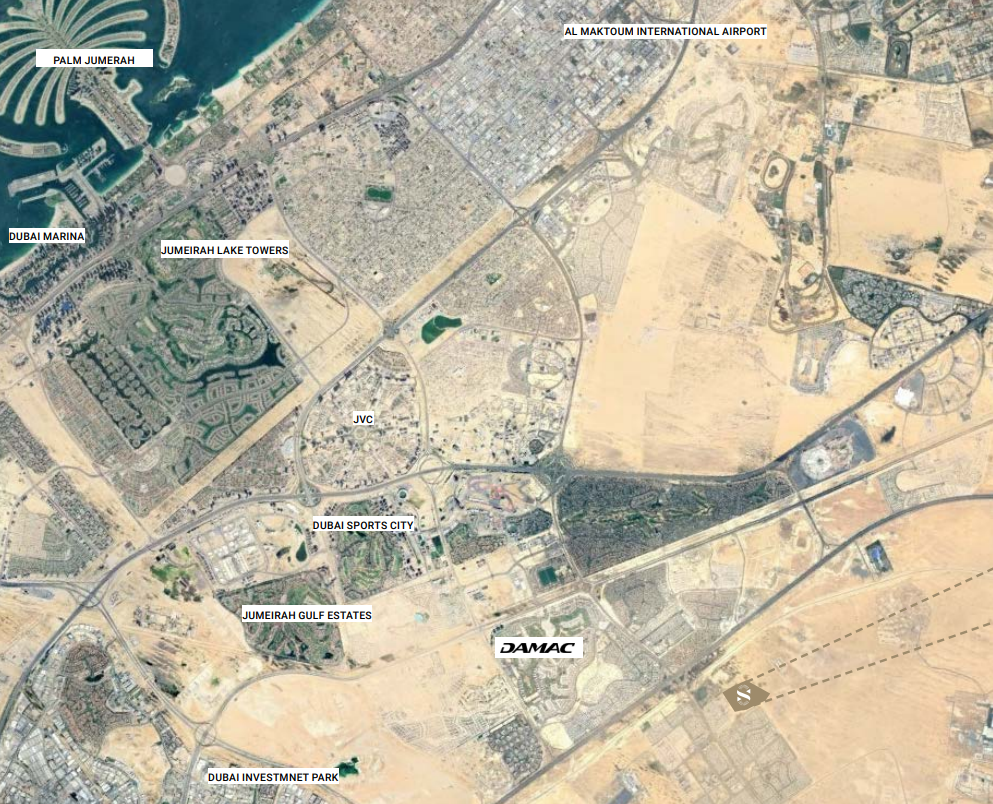 AL MAKTOUM INTERNATIONAL AIRPORT
PALM JUMERAH
DUBAI MARINA
JUMEIRAH LAKE TOWERS
JVC
DUBAI SPORTS CITY
JUMEIRAH GULF ESTATES
DAMAC
S
DUBAI INVESTMNET PARK